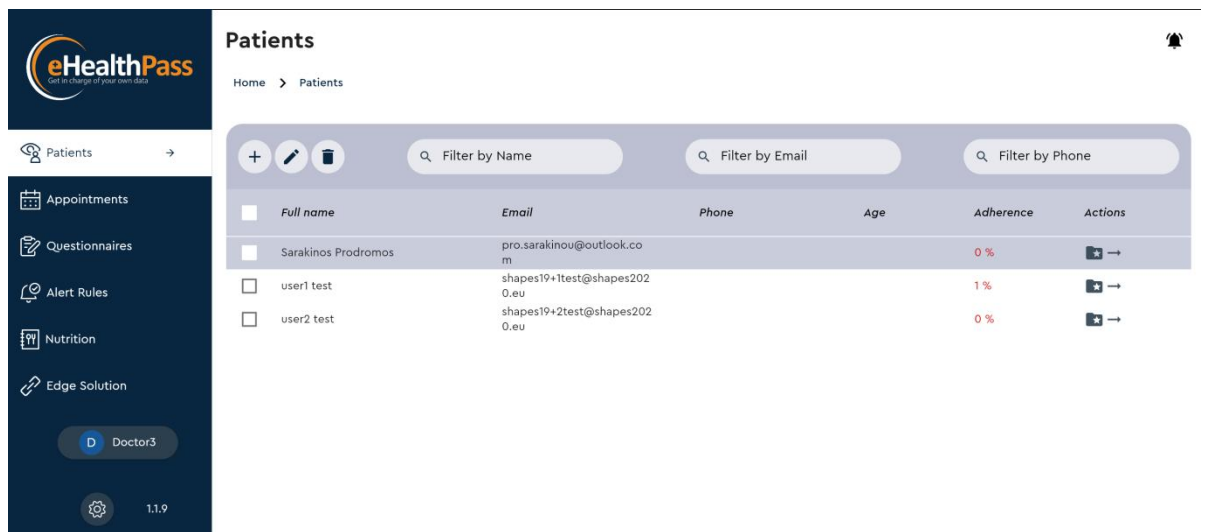 eHealthPass
Get in charge of your own data
Patients
Appointments
Questionnaires
Alert Rules
Nutrition
Edge Solution
D Doctor3
1.1.9
Patients
Home Patients
Filter by Name Filter by Email Filter by Phone
Full name Email Phone Age Adherence Actions
Sarakinos Prodromos pro.sarakinou@outlook.co 0 %
m
user1 test shapes19+1test@shapes202 1 %
0.eu
user2 test shapes19+2test@shapes202 0 %
0.eu